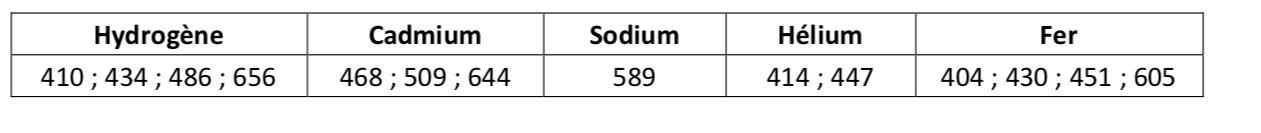 Hydrogène Cadmium Sodium Hélium Fer
410 ; 434 ; 486 ; 656 468 ; 509 ; 644 589 414 ; 447 404 ; 430 ; 451 ; 605